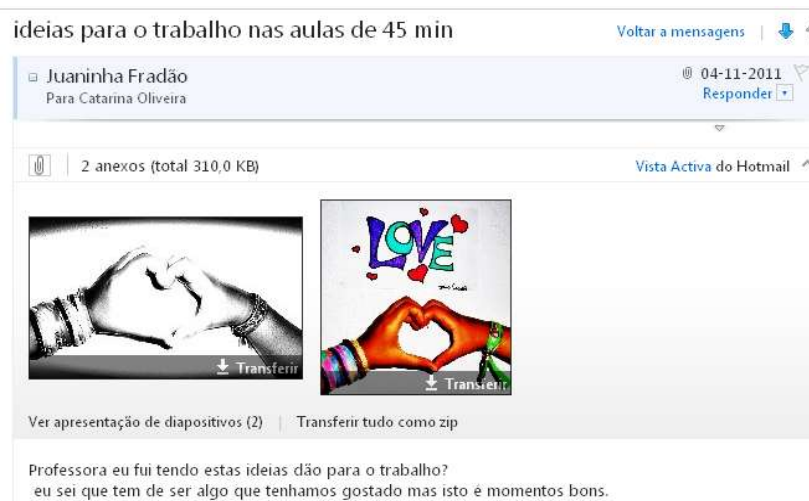 ideias para o trabalho nas aulas de 45 min
Voltar a mensagens |
Juaninha Fradão
04-11-2011
Para Catarina Oliveira
Responder
2 anexos (total 310,0 KB)
Vista Activa do Hotmail
LOVE
Transferir
Transferir
Ver apresentação de diapositivos (2) | Transferir tudo como zip
Professora eu fui tendo estas ideias dão para o trabalho?
eu sei que tem de ser algo que tenhamos gostado mas isto é momentos bons.